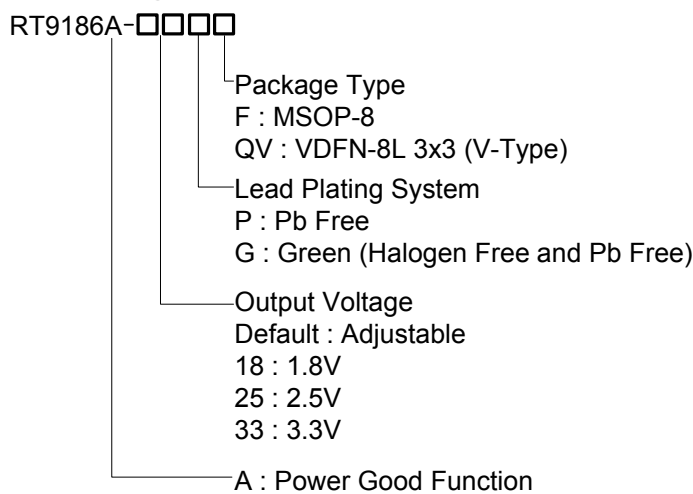 RT9186A-□□□□
Package Type
F : MSOP-8
QV : VDFN-8L 3x3 (V-Type)
Lead Plating System
P : Pb Free
G : Green (Halogen Free and Pb Free)
Output Voltage
Default : Adjustable
18 : 1.8V
25 : 2.5V
33 : 3.3V
A : Power Good Function